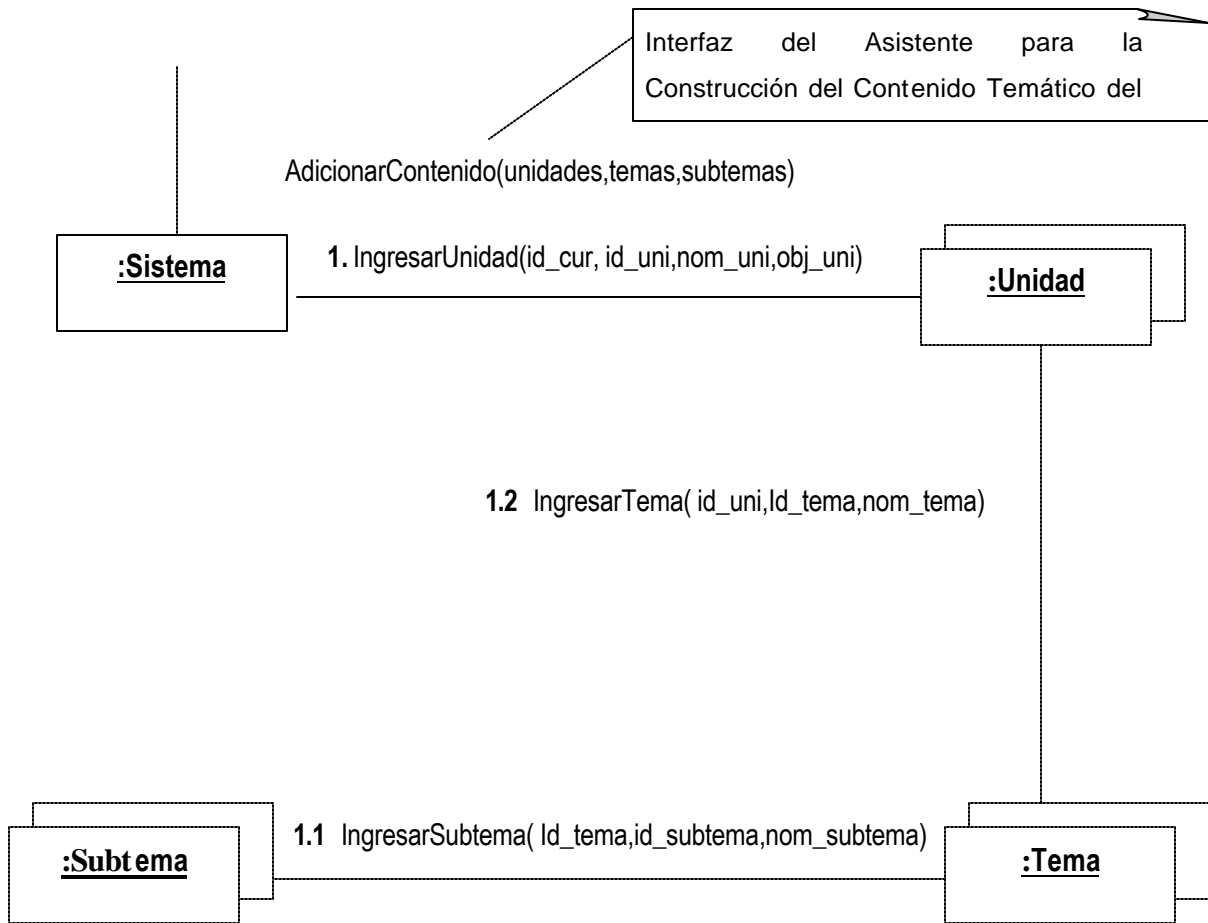 Interfaz del Asistente para la
Construcción del Contenido Temático del
AdicionarContenido(unidades,temas,subtemas)
:Sistema
1. IngresarUnidad(id_cur, id_uni,nom_uni,obj_uni)
:Unidad
1.2 IngresarTema( id_uni,Id_tema,nom_tema)
:Subtema
1.1 IngresarSubtema( Id_tema,id_subtema,nom_subtema)
:Tema